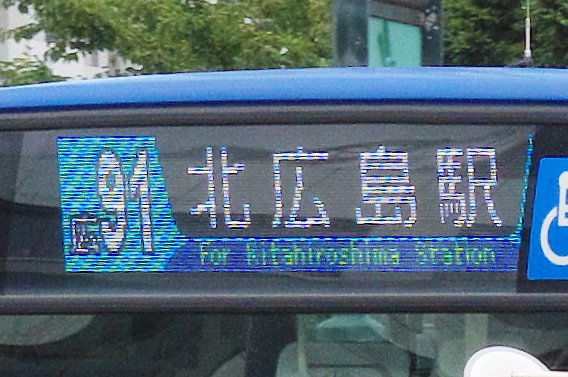 91
北広島駅
For Kitahiroshima Station